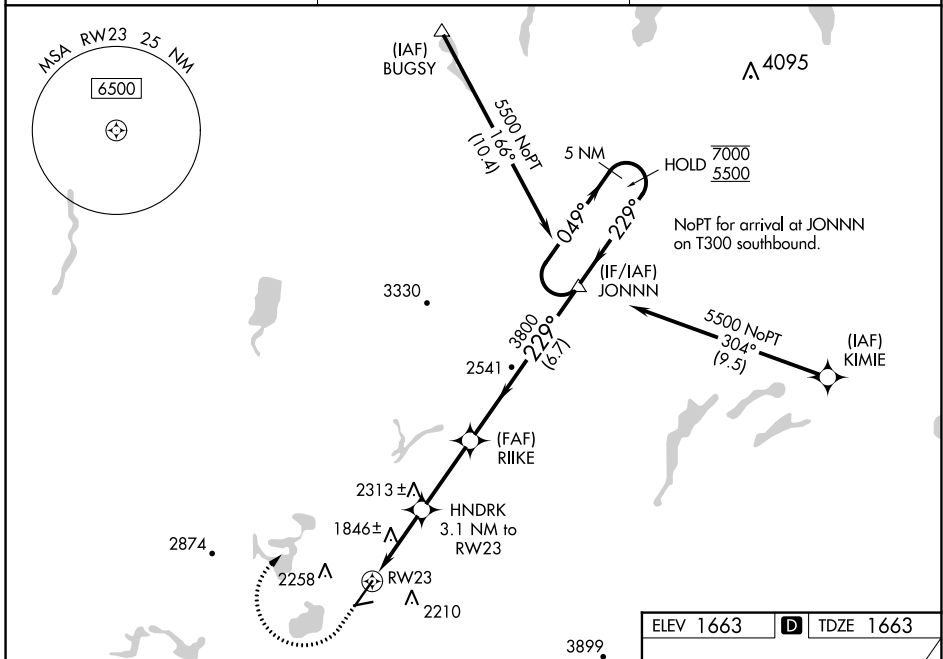 MSA RW23 25 NM
6500
(IAF)
BUGSY
5500 NoPT
166°
(10.4)
4095
5 NM
HOLD
7000
5500
049°
229°
NoPT for arrival at JONNN
on T300 southbound.
(IF/IAF)
JONNN
3330
3800
229°
(6.7)
5500 NoPT
304°
(9.5)
(IAF)
KIMIE
2541
(FAF)
RIIKE
2313 ±
HNDRK
3.1 NM to
RW23
1846±
2874
2258
RW23
2210
3899
ELEV 1663
D
TDZE 1663